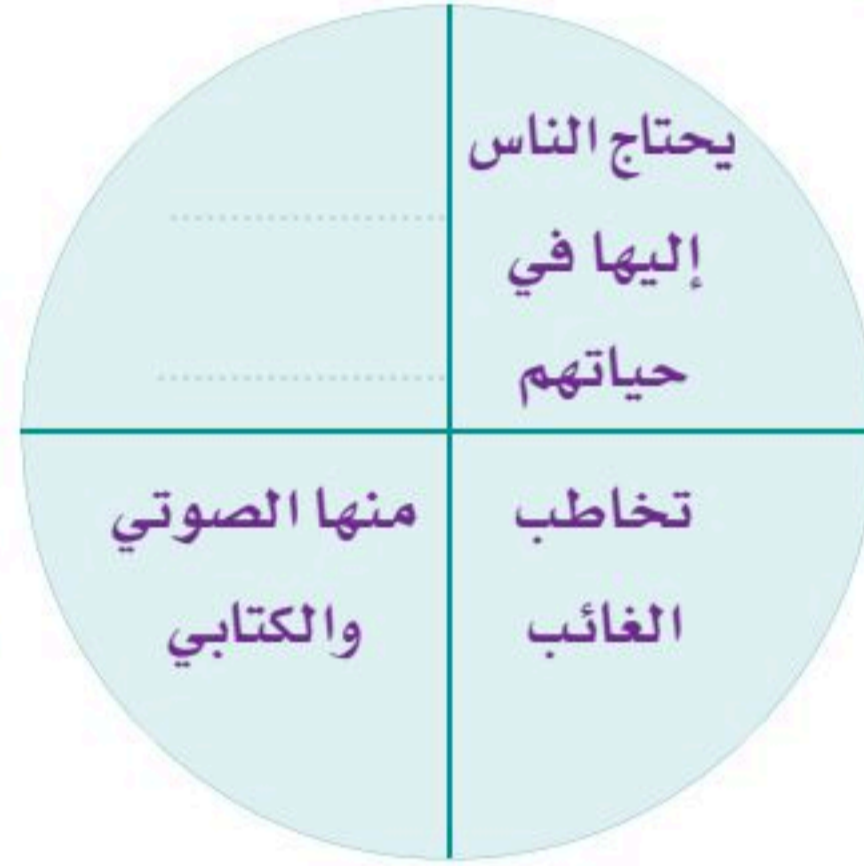 يحتاج الناس
إليها في
حياتهم
تخاطب
الغائب
منها الصوتي
والكتابي